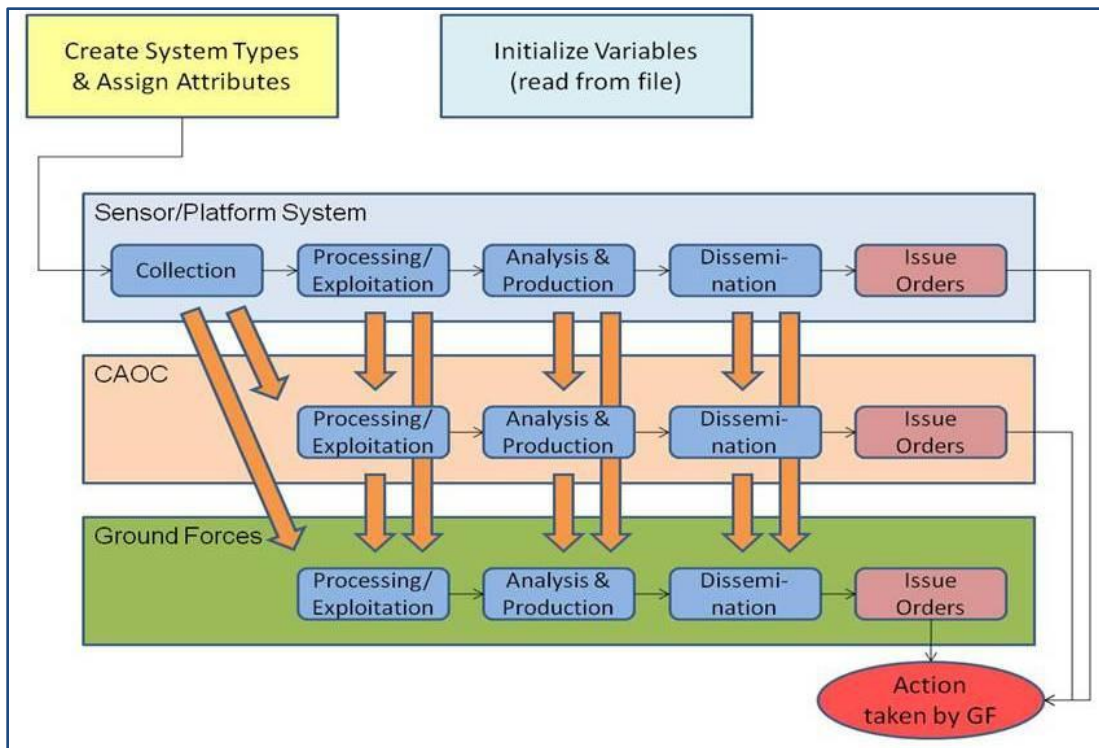 Create System Types
& Assign Attributes
Initialize Variables
(read from file)
Sensor/Platform System
Collection
Processing/
Exploitation
Analysis &
Production
Dissemi-
nation
Issue
Orders
CAOC
Processing/
Exploitation
Analysis &
Production
Dissemi-
nation
Issue
Orders
Ground Forces
Processing/
Exploitation
Analysis &
Production
Dissemi-
nation
Issue
Orders
Action
taken by GF